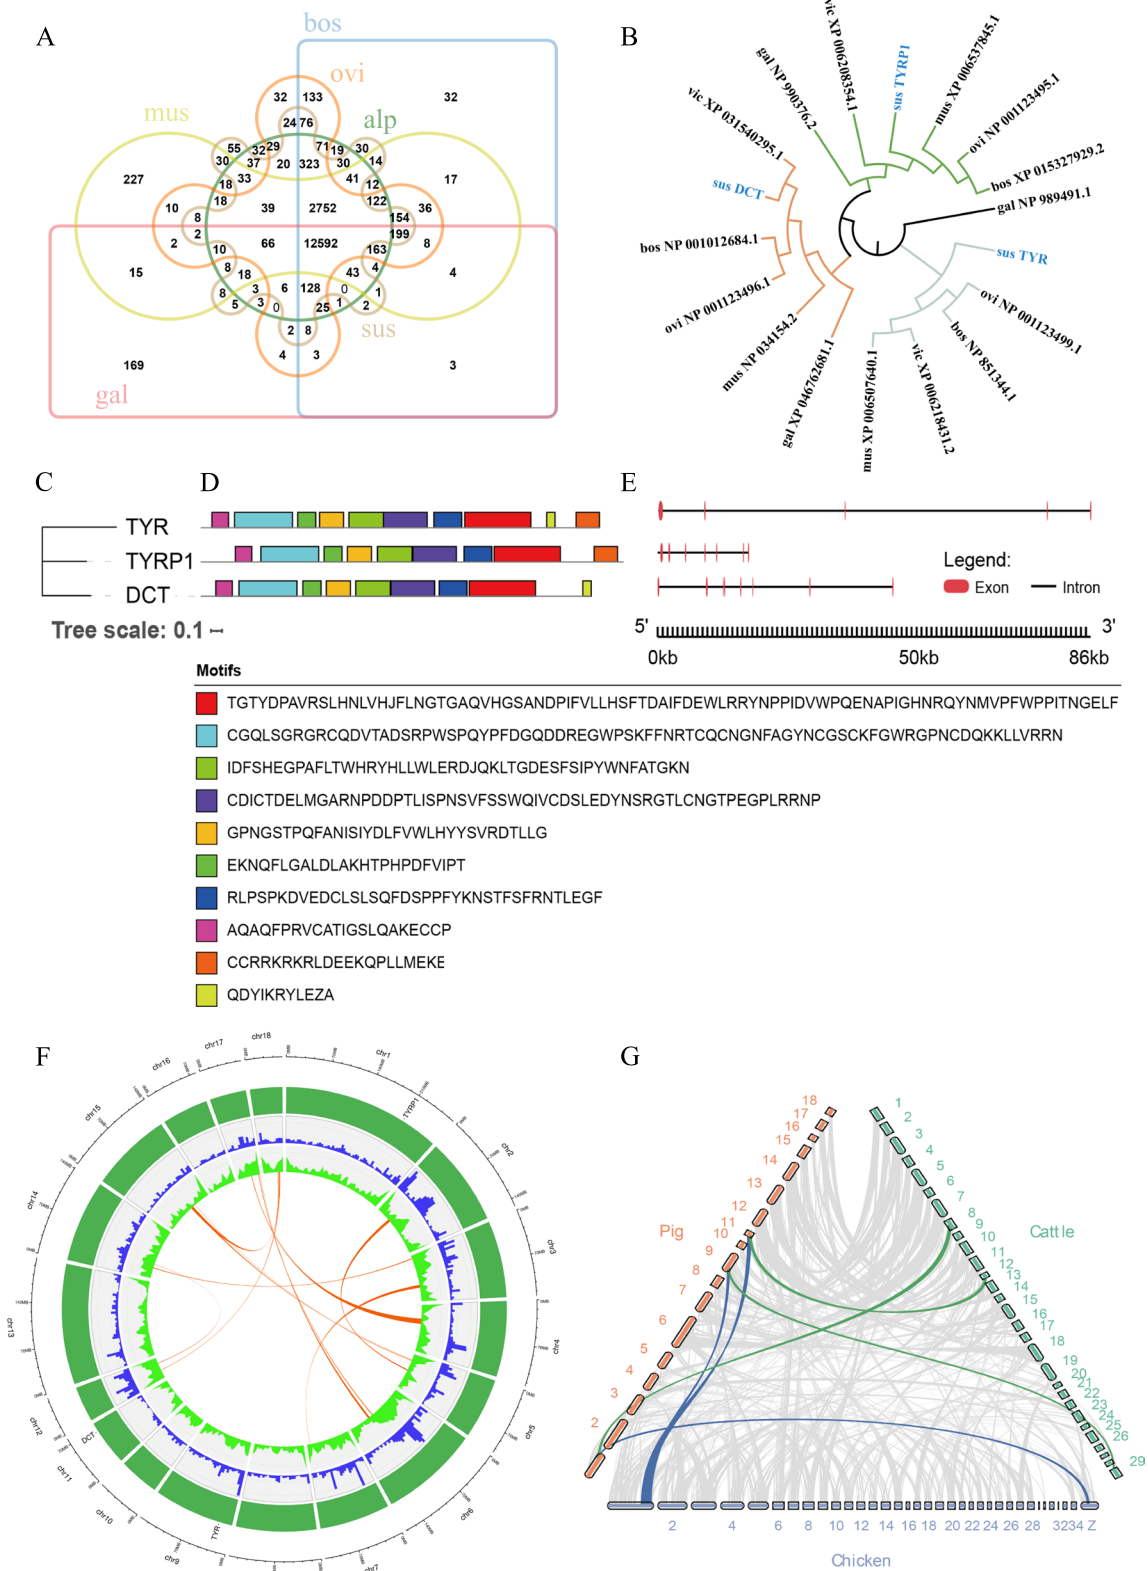 A
bos
ovi
mus
alp
32 133 32
24 76
55 32 29 71 19 30
30 37 20 323 30 14
33 41
18 12
227 17
18 122
10 39 2752 36
8 154
2 199
2 66 12592 8
10 163
15 8 18 43 4 4
3 6 128 0 1
8 5 3 0 25 1 2
2 8
sus
4 3
169 3
gal
B
vic XP 006208354.1
gal NP 990376.2
sus TYRP1
mus XP 006537845.1
vic XP 031540295.1
ovi NP 001123495.1
sus DCT
bos XP 015327929.2
gal NP 989491.1
bos NP 001012684.1
sus TYR
ovi NP 001123496.1
ovi NP 001123499.1
mus NP 034154.2
bos NP 851344.1
gal XP 046762681.1
mus XP 006507640.1
vic XP 006218431.2
C
TYR
TYRP1
DCT
Tree scale: 0.1
D
E
Legend:
Exon Intron
5' 3'
0kb 50kb 86kb
Motifs
TGTYDPAVRSLHNLVHJFLNGTGAQVHGSANDPIFVLLHSFTDAIFDEWLRRYNPPIDVWPQENAPIGHNRQYNMVPFWPPITNGELF
CGQLSGRGRCQDVTADSRPWSPQYPFDGQDDREGWPSKFFNRTCQCNGNFAGYNCGSCKFGWRGPNCDQKKLLVRRN
IDFSHEGPAFLTWHRYHLLWLERDJQKLTGDESFSIPYWNFATGKN
CDICTDELMGARNPDDPTLISPNSVFSSWQIVCDSLEDYNSRGTLCNGTPEGPLRRNP
GPNGSTPQFANISIYDLFVWLHYYSVRDTLLG
EKNQFLGALDLAKHTPHPDFVIPT
RLPSPKDVEDCLSLSQFDSPPFYKNSTFSFRNTLEGF
AQAQFPRVCATIGSLQAKECCP
CCRRKRKRLDEEKQPLLMEKE
QDYIKRYLEZA
F
chr1
TYRP1
chr2
chr3
chr4
chr5
chr6
chr7
chr9
TYR
chr10
chr11
DCT
chr12
chr13
chr14
chr15
chr16
chr17
chr18
G
Pig
18
17
16
15
14
13
12
11
10
9
8
7
6
5
4
3
2
Cattle
1
2
3
4
5
6
7
8
9
10
11
12
13
14
15
16
17
18
19
20
21
22
23
24
25
26
29
2 4 6 8 10 12 14 16 18 20 22 24 26 28 3234 Z
Chicken